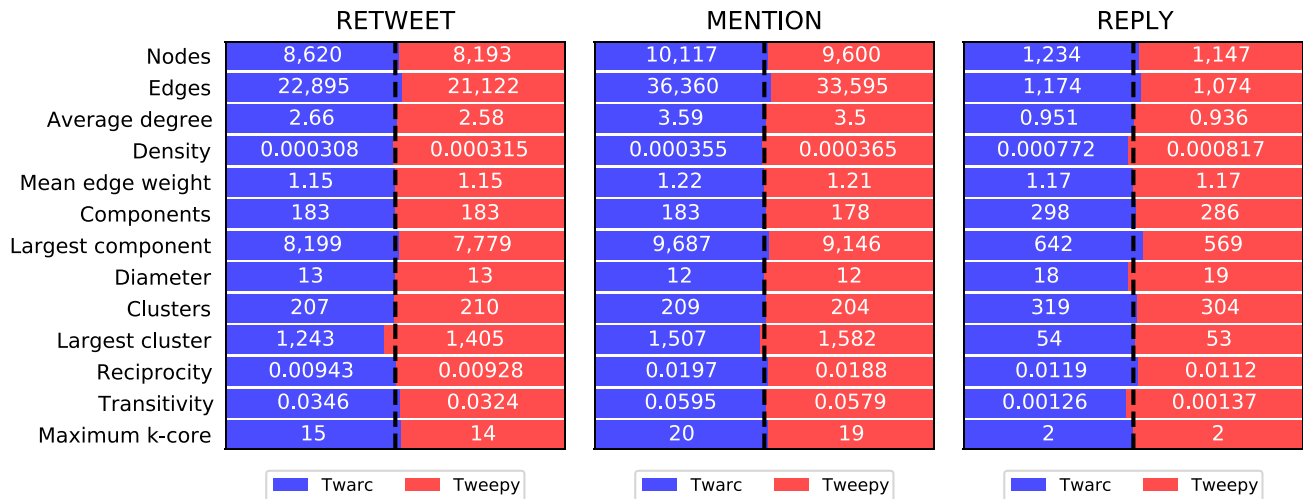 RETWEET MENTION REPLY
Nodes 8,620 8,193 10,117 9,600 1,234 1,147
Edges 22,895 21,122 36,360 33,595 1,174 1,074
Average degree 2.66 2.58 3.59 3.5 0.951 0.936
Density 0.000308 0.000315 0.000355 0.000365 0.000772 0.000817
Mean edge weight 1.15 1.15 1.22 1.21 1.17 1.17
Components 183 183 183 178 298 286
Largest component 8,199 7,779 9,687 9,146 642 569
Diameter 13 13 12 12 18 19
Clusters 207 210 209 204 319 304
Largest cluster 1,243 1,405 1,507 1,582 54 53
Reciprocity 0.00943 0.00928 0.0197 0.0188 0.0119 0.0112
Transitivity 0.0346 0.0324 0.0595 0.0579 0.00126 0.00137
Maximum k-core 15 14 20 19 2 2
Twarc Tweepy Twarc Tweepy Twarc Tweepy